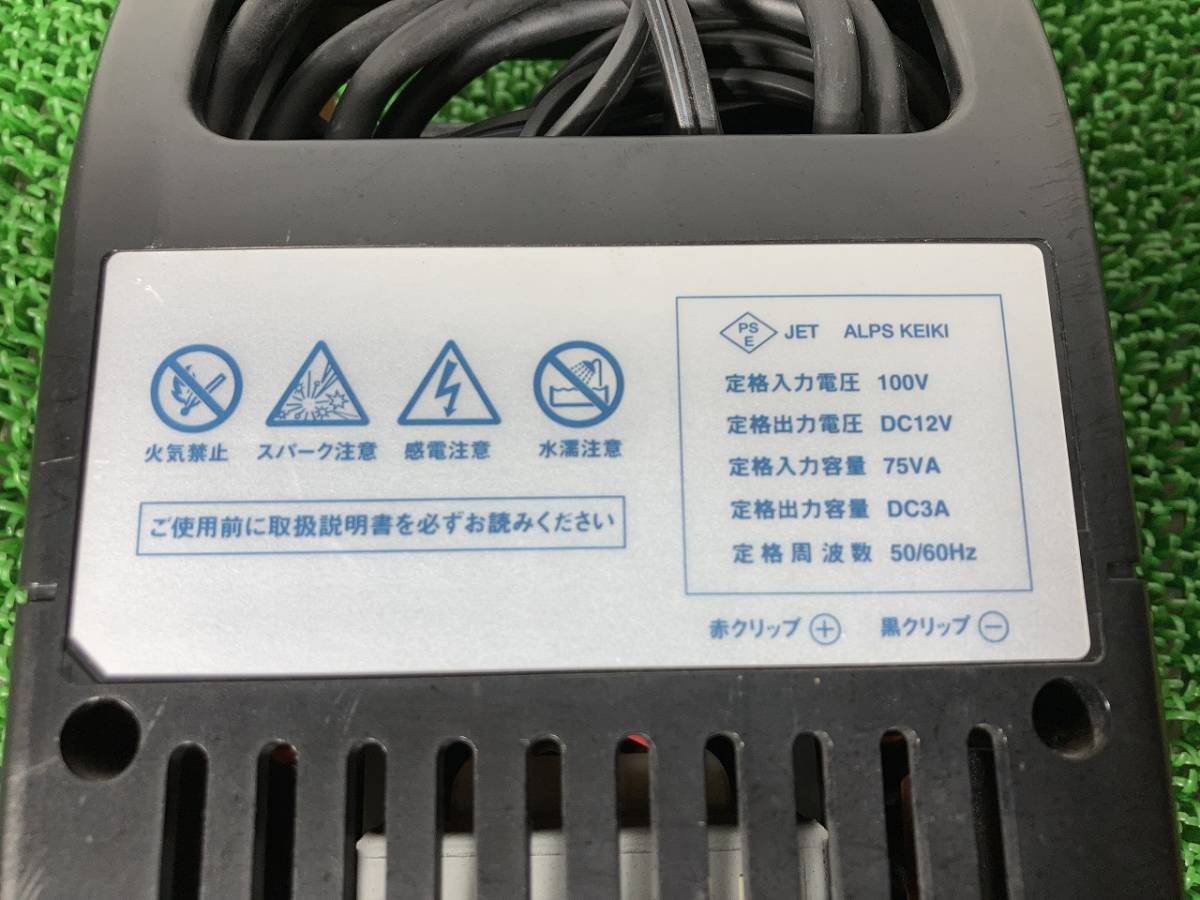 火気禁止 スパーク注意 感電注意 水濡注意
ご使用前に取扱説明書を必ずお読みください
PS
E
JET ALPS KEIKI
定格入力電圧 100V
定格出力電圧 DC12V
定格入力容量 75VA
定格出力容量 DC3A
定格周波数 50/60Hz
赤クリップ ＋ 黒クリップ −